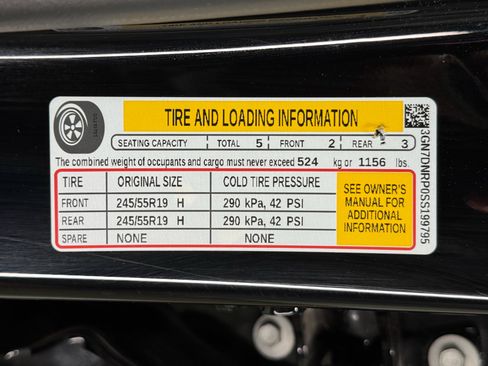 TIRE AND LOADING INFORMATION
SEATING CAPACITY TOTAL 5 FRONT 2 REAR 3
The combined weight of occupants and cargo must never exceed 524 kg or 1156 lbs.
TIRE ORIGINAL SIZE COLD TIRE PRESSURE
FRONT 245/55R19 H 290 kPa, 42 PSI
REAR 245/55R19 H 290 kPa, 42 PSI
SPARE NONE NONE
SEE OWNER'S
MANUAL FOR
ADDITIONAL
INFORMATION
3GN7DNRP0SS199795